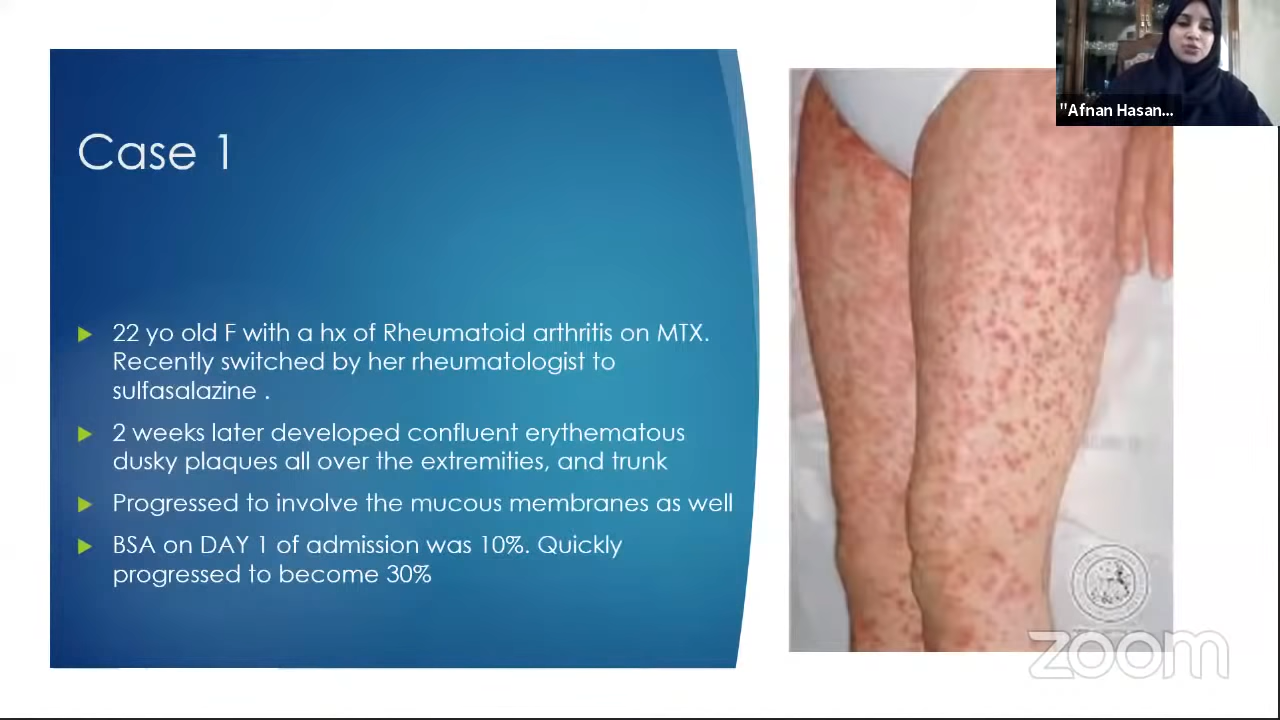 "Afnan Hasan...
Case 1
22 yo old F with a hx of Rheumatoid arthritis on MTX.
Recently switched by her rheumatologist to
sulfasalazine .
2 weeks later developed confluent erythematous
dusky plaques all over the extremities, and trunk
Progressed to involve the mucous membranes as well
BSA on DAY 1 of admission was 10%. Quickly
progressed to become 30%
zoom